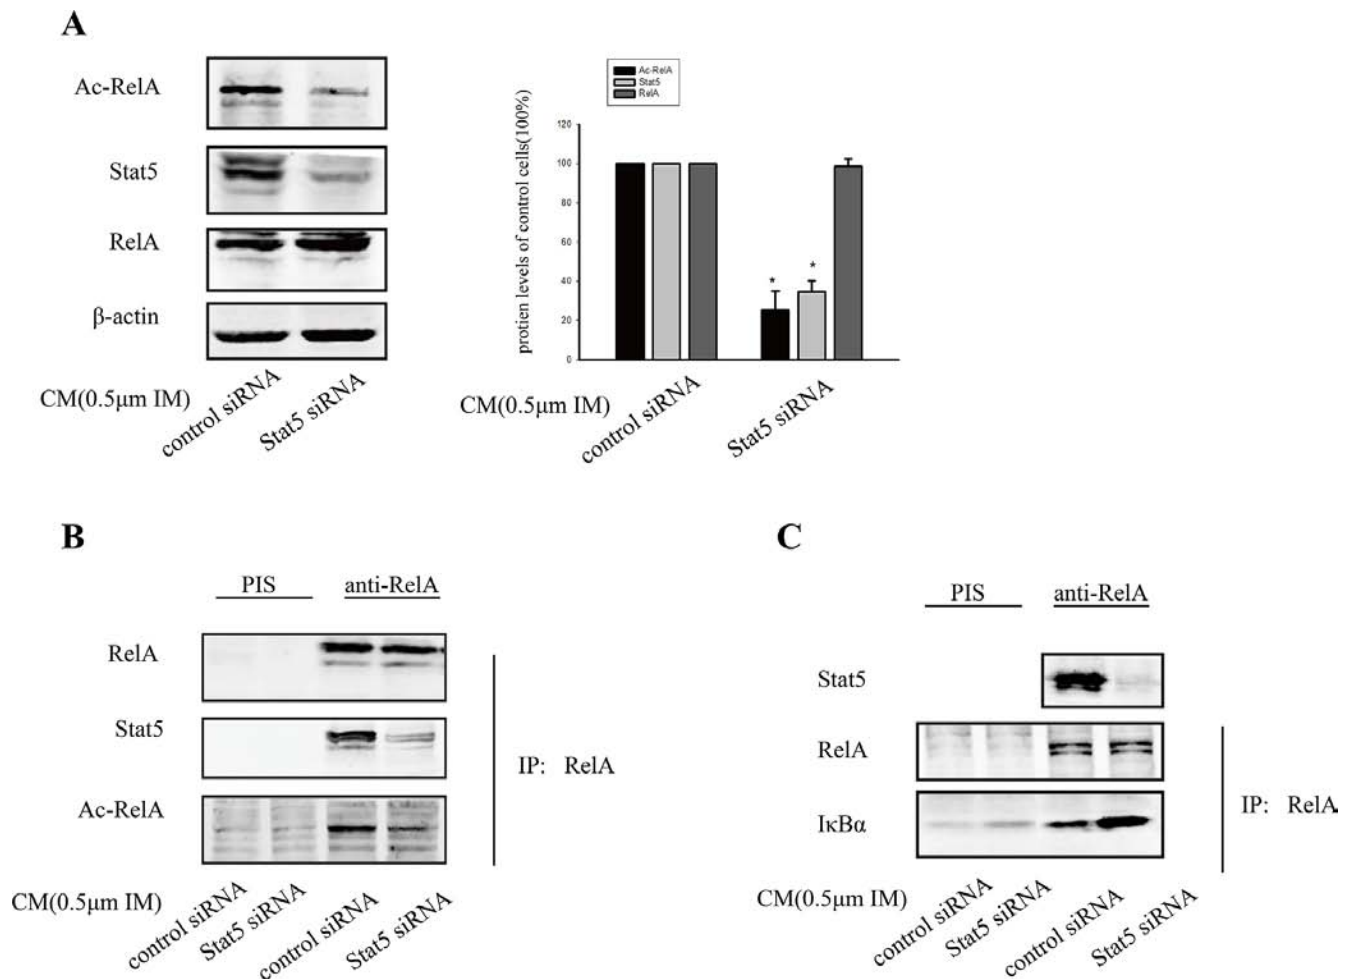 A
Ac-RelA
Stat5
RelA
β-actin
CM(0.5μm IM)
control siRNA
Stat5 siRNA
Ac-RelA
Stat5
RelA
protien levels of control cells(100%)
120
100
80
60
40
20
0
*
*
CM(0.5μm IM)
control siRNA
Stat5 siRNA
B
PIS
anti-RelA
RelA
Stat5
Ac-RelA
IP: RelA
CM(0.5μm IM)
control siRNA
Stat5 siRNA
control siRNA
Stat5 siRNA
C
PIS
anti-RelA
Stat5
RelA
IκBα
IP: RelA
CM(0.5μm IM)
control siRNA
Stat5 siRNA
control siRNA
Stat5 siRNA